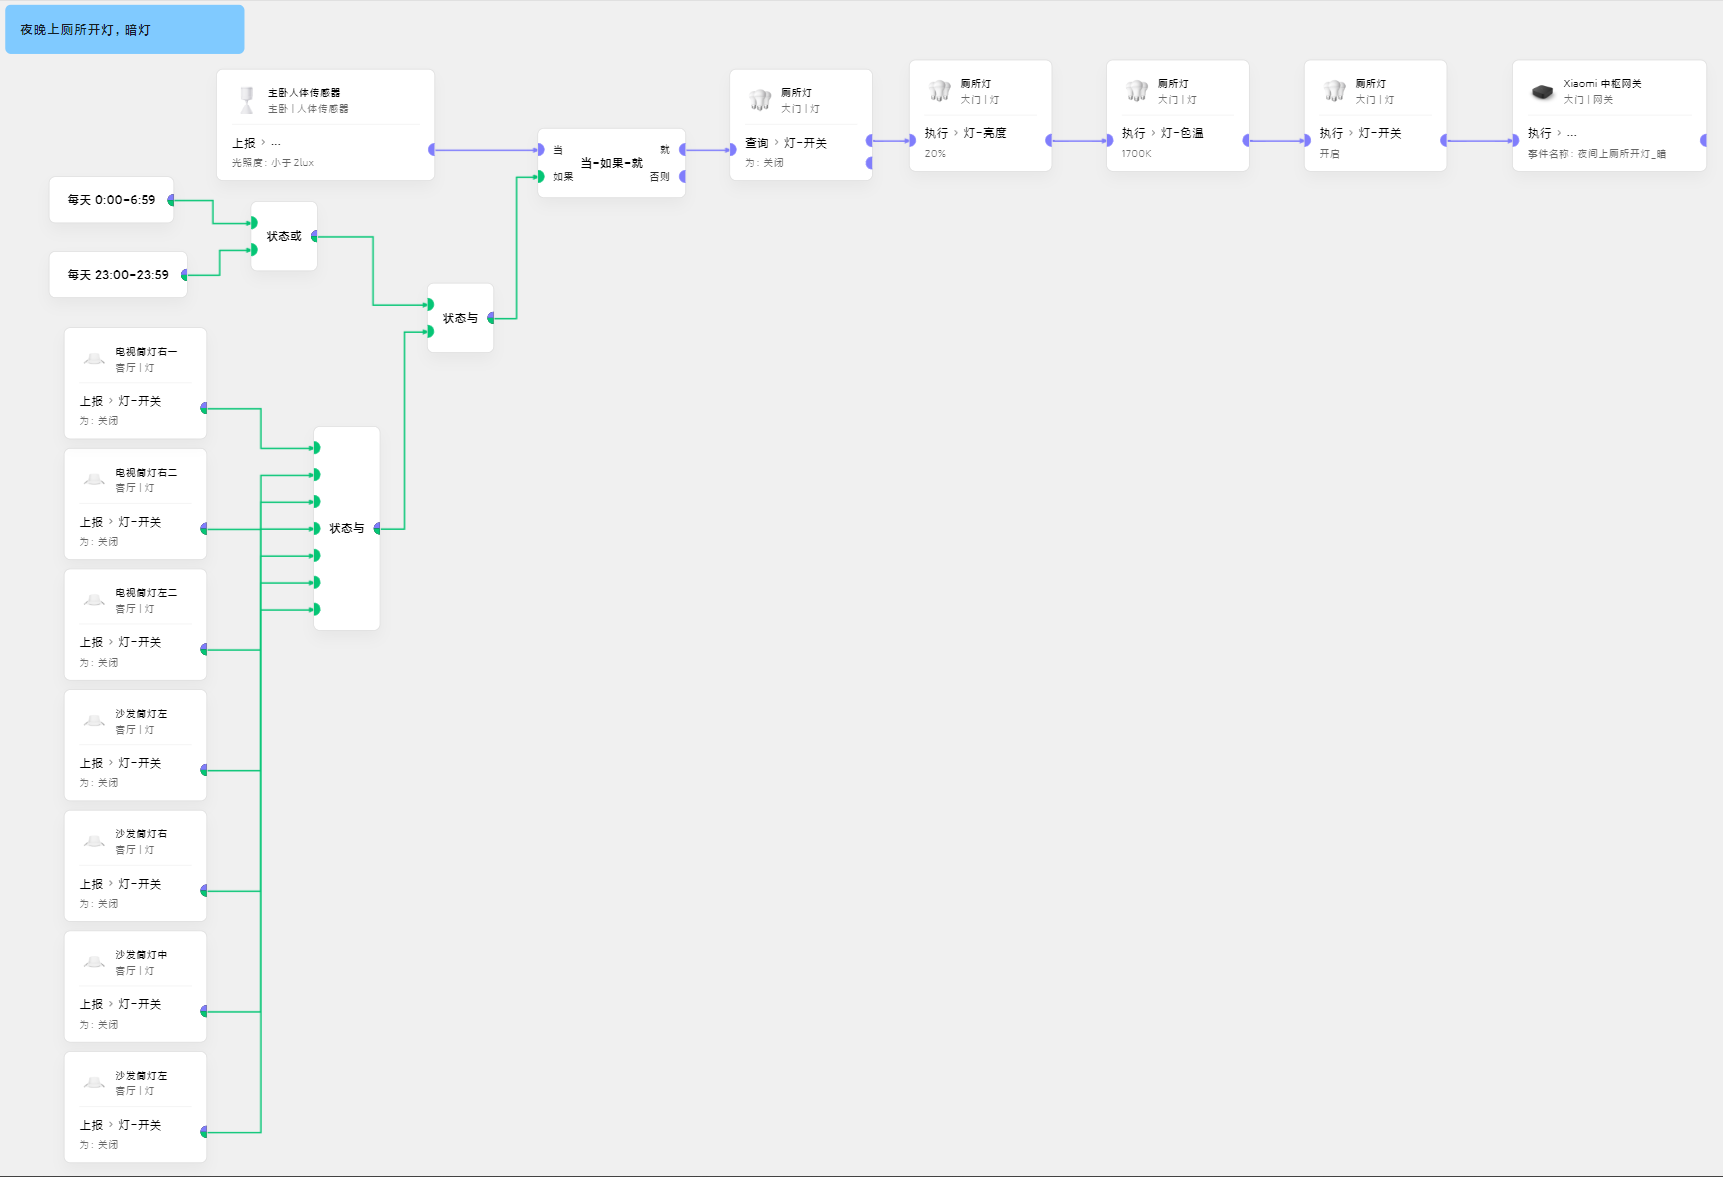 夜晚上厕所开灯, 暗灯
主卧人体传感器
主卧 | 人体传感器
上报 › ...
光照度 : 小于 2lux
当
如果
当-如果-就
就
否则
厕所灯
大门 | 灯
查询 › 灯-开关
为 : 关闭
厕所灯
大门 | 灯
执行 › 灯-亮度
20%
厕所灯
大门 | 灯
执行 › 灯-色温
1700K
厕所灯
大门 | 灯
执行 › 灯-开关
开启
Xiaomi 中枢网关
大门 | 网关
执行 › ...
事件名称 : 夜间上厕所开灯_暗
每天 0:00-6:59
每天 23:00-23:59
状态或
状态与
电视筒灯右一
客厅 | 灯
上报 › 灯-开关
为 : 关闭
电视筒灯右二
客厅 | 灯
上报 › 灯-开关
为 : 关闭
电视筒灯左二
客厅 | 灯
上报 › 灯-开关
为 : 关闭
沙发筒灯左
客厅 | 灯
上报 › 灯-开关
为 : 关闭
沙发筒灯右
客厅 | 灯
上报 › 灯-开关
为 : 关闭
沙发筒灯中
客厅 | 灯
上报 › 灯-开关
为 : 关闭
沙发筒灯左
客厅 | 灯
上报 › 灯-开关
为 : 关闭
状态与